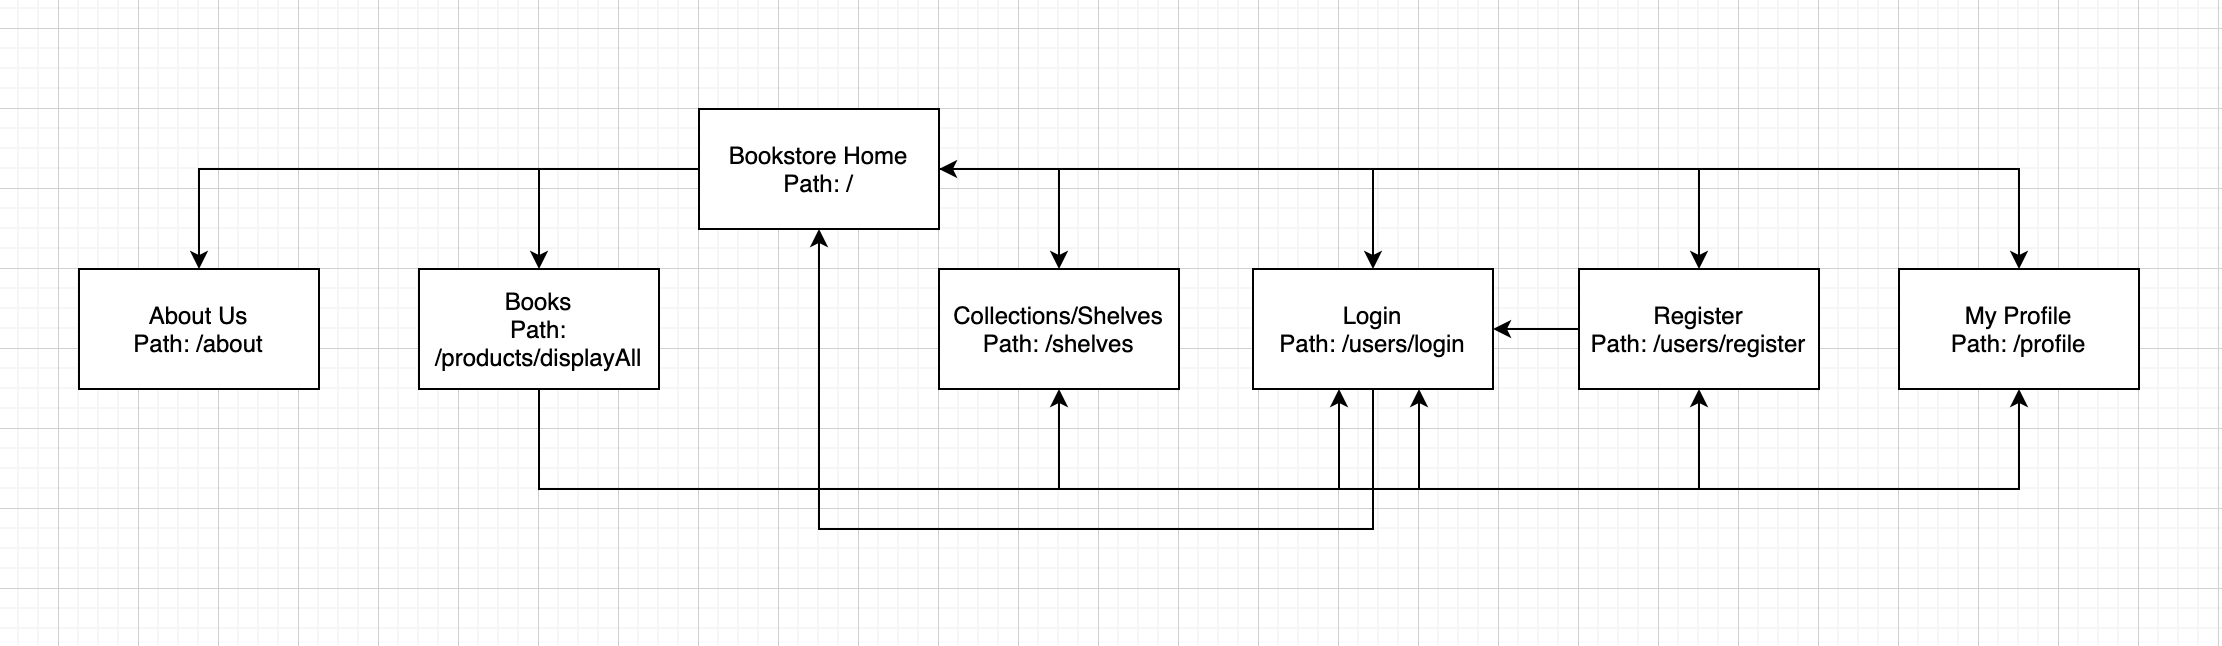 Bookstore Home
Path: /
About Us
Path: /about
Books
Path:
/products/displayAll
Collections/Shelves
Path: /shelves
Login
Path: /users/login
Register
Path: /users/register
My Profile
Path: /profile